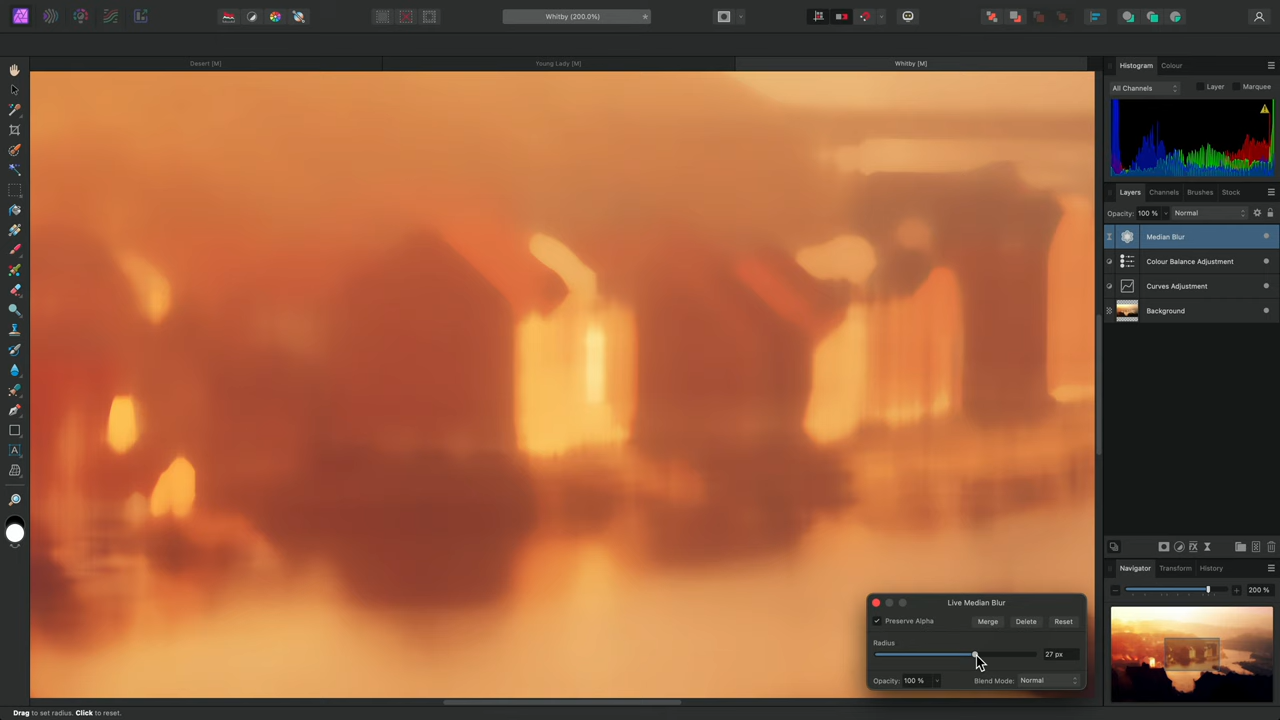 Whitby (200.0%)
Desert [M]
Young Lady [M]
Whitby [M]
Histogram
Colour
All Channels
Layer
Marquee
Layers
Channels
Brushes
Stock
Opacity:
100 %
Normal
Median Blur
Colour Balance Adjustment
Curves Adjustment
Background
Navigator
Transform
History
200 %
Live Median Blur
Preserve Alpha
Merge
Delete
Reset
Radius
27 px
Opacity:
100 %
Blend Mode:
Normal
Drag to set radius. Click to reset.